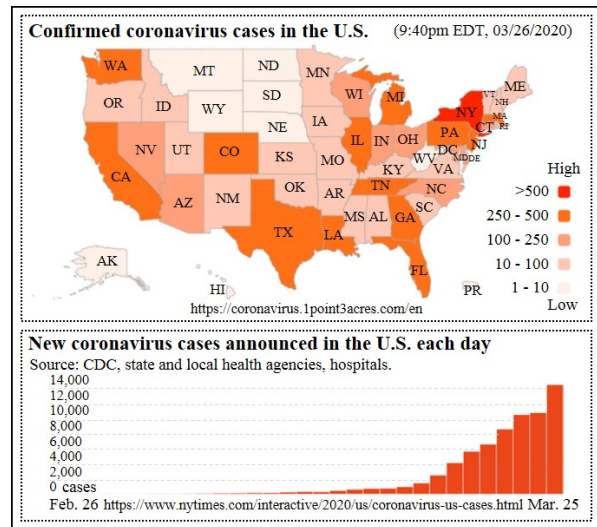 Confirmed coronavirus cases in the U.S. (9:40pm EDT, 03/26/2020)
WA
MT
ND
MN
ME
OR
ID
WY
SD
WI
MI
VT
NH
NY
MA
CT
RI
NE
IA
IL
IN
OH
PA
NJ
NV
UT
CO
KS
MO
KY
WV
DC
MD
DE
VA
CA
AZ
NM
OK
AR
TN
NC
SC
TX
LA
MS
AL
GA
FL
AK
HI
PR
High
>500
250 - 500
100 - 250
10 - 100
1 - 10
Low
https://coronavirus.1point3acres.com/en
New coronavirus cases announced in the U.S. each day
Source: CDC, state and local health agencies, hospitals.
14,000
12,000
10,000
8,000
6,000
4,000
2,000
0 cases
Feb. 26 https://www.nytimes.com/interactive/2020/us/coronavirus-us-cases.html Mar. 25